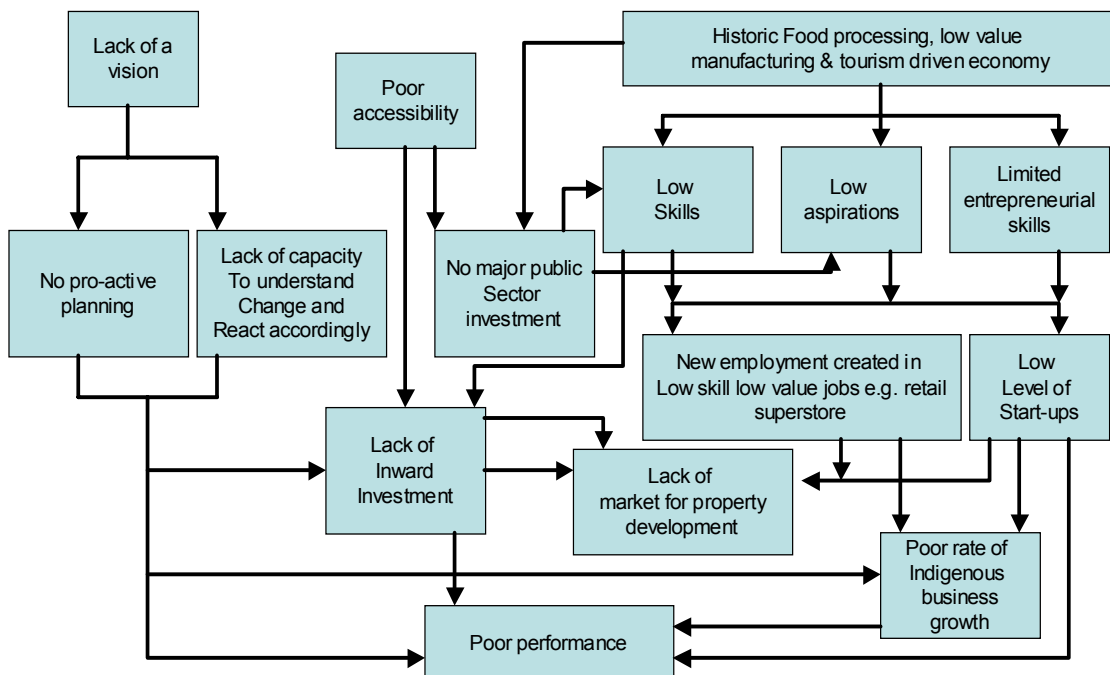 Lack of a
vision
Historic Food processing, low value
manufacturing & tourism driven economy
Poor
accessibility
Low
Skills
Low
aspirations
Limited
entrepreneurial
skills
No pro-active
planning
Lack of capacity
To understand
Change and
React accordingly
No major public
Sector
investment
New employment created in
Low skill low value jobs e.g. retail
superstore
Low
Level of
Start-ups
Lack of
Inward
Investment
Lack of
market for property
development
Poor rate of
Indigenous
business
growth
Poor performance